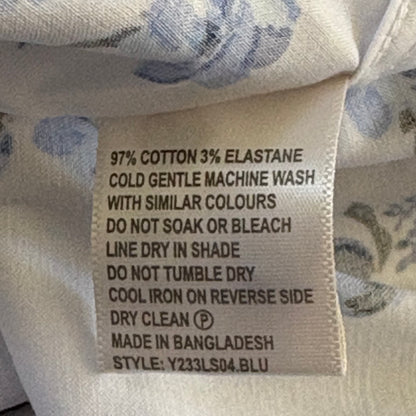 97% COTTON 3% ELASTANE
COLD GENTLE MACHINE WASH
WITH SIMILAR COLOURS
DO NOT SOAK OR BLEACH
LINE DRY IN SHADE
DO NOT TUMBLE DRY
COOL IRON ON REVERSE SIDE
DRY CLEAN Ⓟ
MADE IN BANGLADESH
STYLE: Y233LS04.BLU